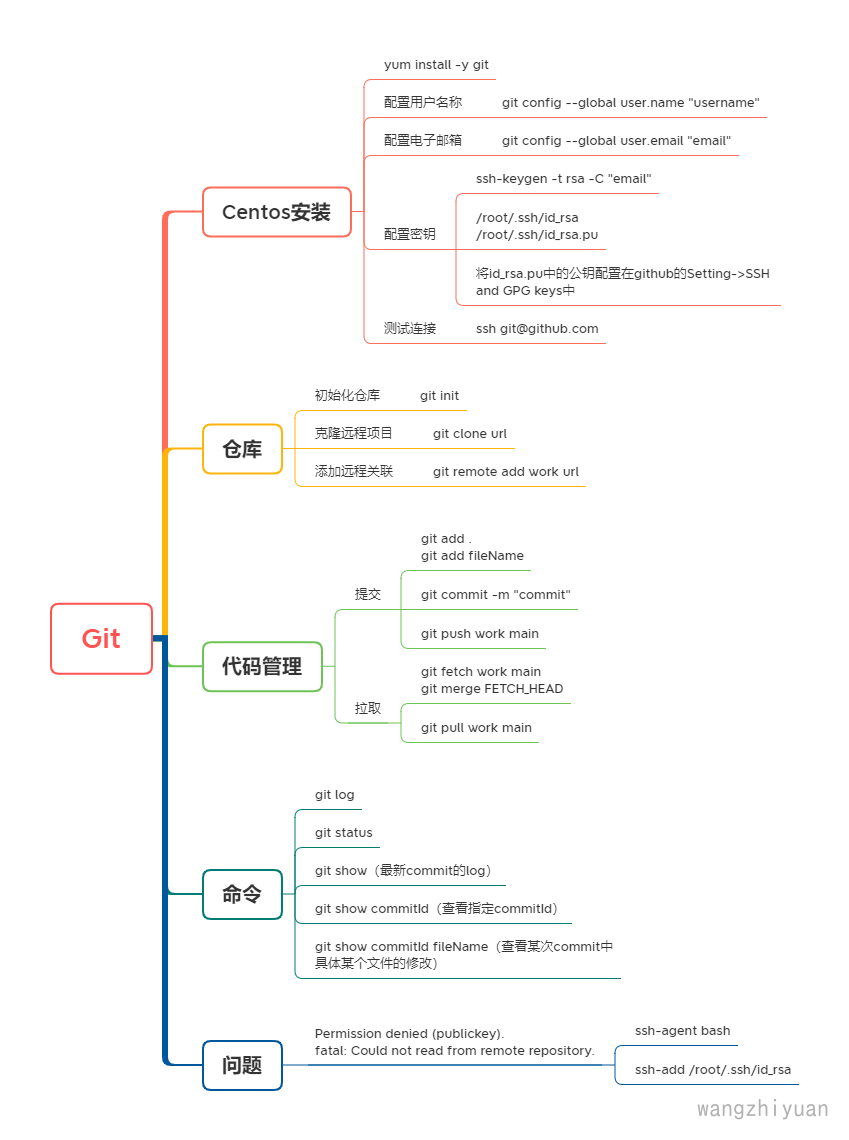 Git
Centos安装
yum install -y git
配置用户名称
git config --global user.name "username"
配置电子邮箱
git config --global user.email "email"
配置密钥
ssh-keygen -t rsa -C "email"
/root/.ssh/id_rsa
/root/.ssh/id_rsa.pu
将id_rsa.pu中的公钥配置在github的Setting->SSH
and GPG keys中
测试连接
ssh git@github.com
仓库
初始化仓库
git init
克隆远程项目
git clone url
添加远程关联
git remote add work url
代码管理
提交
git add .
git add fileName
git commit -m "commit"
git push work main
拉取
git fetch work main
git merge FETCH_HEAD
git pull work main
命令
git log
git status
git show（最新commit的log）
git show commitId（查看指定commitId）
git show commitId fileName（查看某次commit中
具体某个文件的修改）
问题
Permission denied (publickey).
fatal: Could not read from remote repository.
ssh-agent bash
ssh-add /root/.ssh/id_rsa
wangzhiyuan